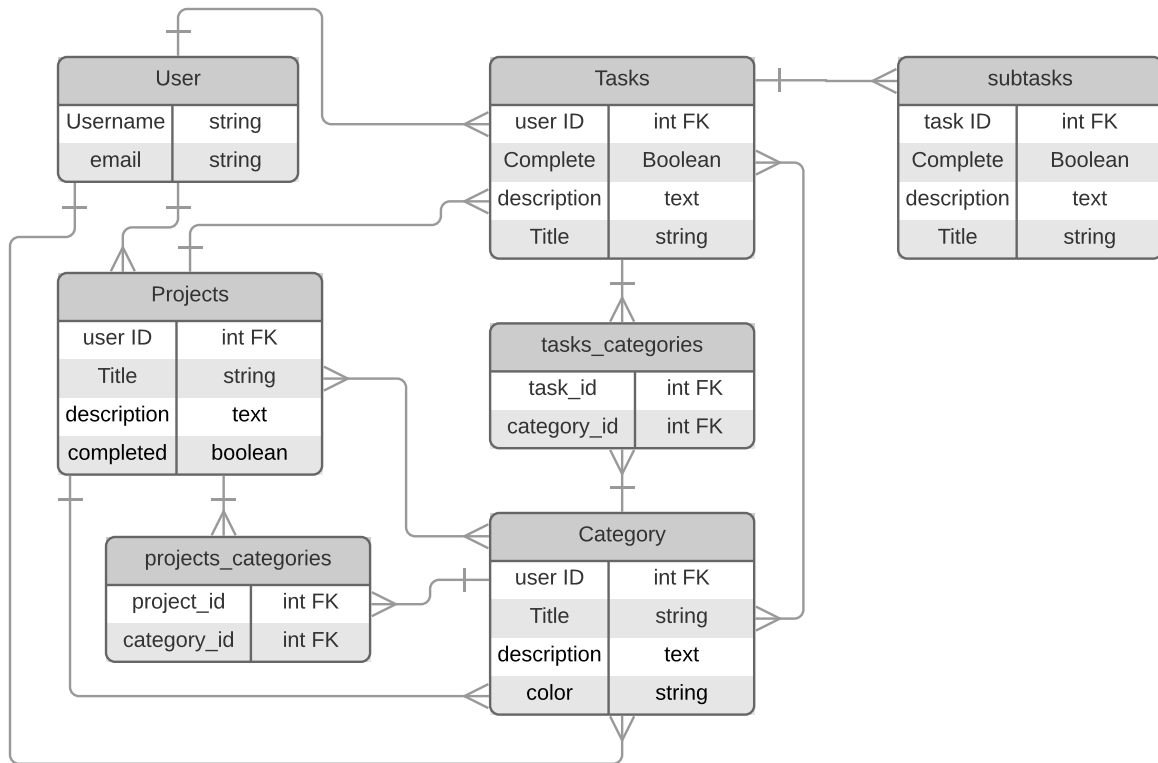 User
Username string
email string
Tasks
user ID int FK
Complete Boolean
description text
Title string
subtasks
task ID int FK
Complete Boolean
description text
Title string
Projects
user ID int FK
Title string
description text
completed boolean
tasks_categories
task_id int FK
category_id int FK
projects_categories
project_id int FK
category_id int FK
Category
user ID int FK
Title string
description text
color string